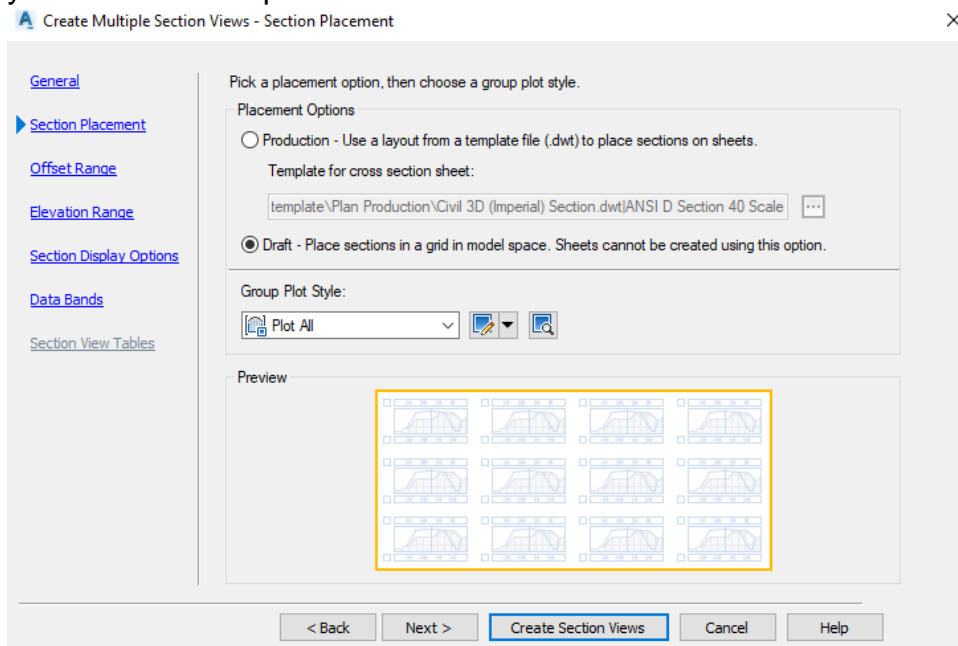 Create Multiple Section Views - Section Placement
General
Section Placement
Offset Range
Elevation Range
Section Display Options
Data Bands
Section View Tables
Pick a placement option, then choose a group plot style.
Placement Options
Production - Use a layout from a template file (.dwt) to place sections on sheets.
Template for cross section sheet:
template\Plan Production\Civil 3D (Imperial) Section.dwt|ANSI D Section 40 Scale
...
Draft - Place sections in a grid in model space. Sheets cannot be created using this option.
Group Plot Style:
Plot All
Preview
< Back
Next >
Create Section Views
Cancel
Help